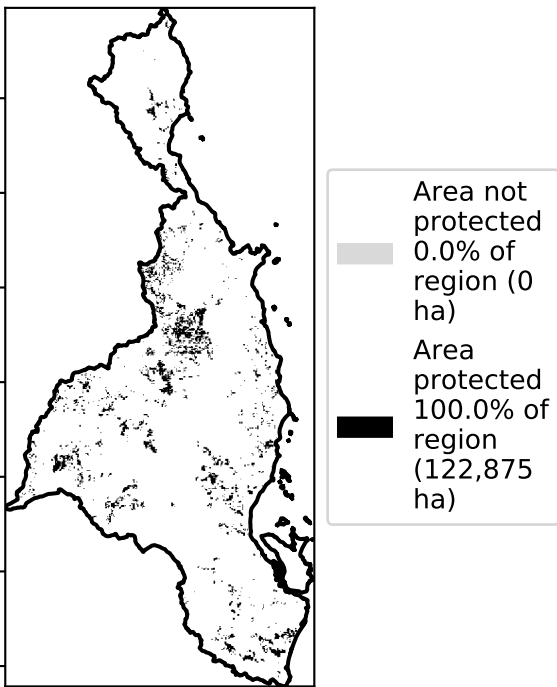 Area not
protected
0.0% of
region (0
ha)
Area
protected
100.0% of
region
(122,875
ha)